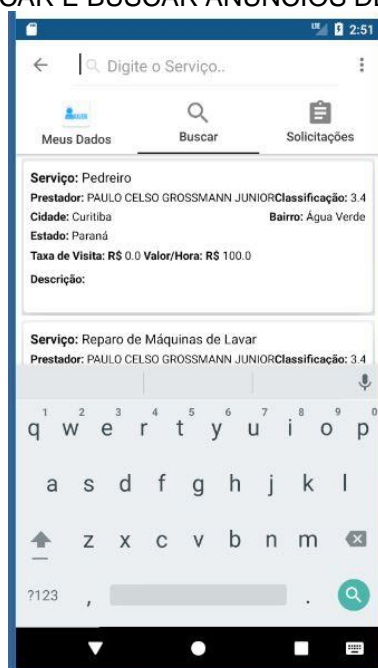 CAR E BUSCAR ANÚNCIOS DE
LTE 2:51
Digite o Serviço..
Meus Dados Buscar Solicitações
Serviço: Pedreiro
Prestador: PAULO CELSO GROSSMANN JUNIORClassificação: 3.4
Cidade: Curitiba Bairro: Água Verde
Estado: Paraná
Taxa de Visita: R$ 0.0 Valor/Hora: R$ 100.0
Descrição:
Serviço: Reparo de Máquinas de Lavar
Prestador: PAULO CELSO GROSSMANN JUNIORClassificação: 3.4
1 2 3 4 5 6 7 8 9 0
q w e r t y u i o p
a s d f g h j k l
z x c v b n m
?123 , .